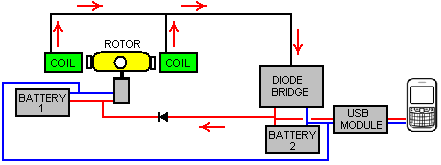 ROTOR
COIL
COIL
DIODE
BRIDGE
BATTERY
1
USB
MODULE
BATTERY
2